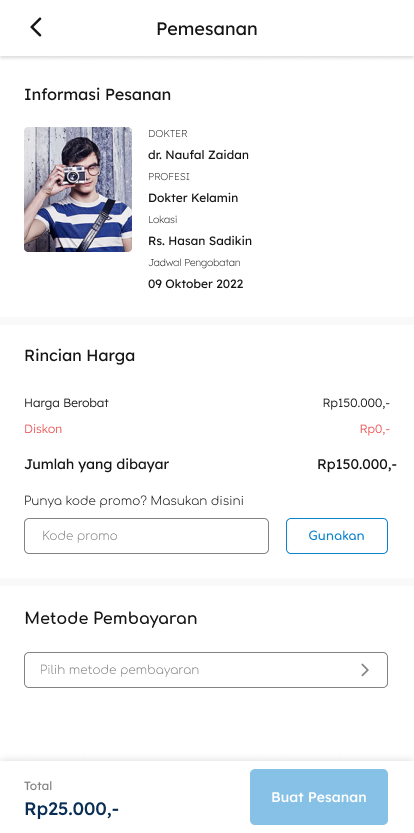 Pemesanan
Informasi Pesanan
DOKTER
dr. Naufal Zaidan
PROFESI
Dokter Kelamin
Lokasi
Rs. Hasan Sadikin
Jadwal Pengobatan
09 Oktober 2022
Rincian Harga
Harga Berobat Rp150.000,-
Diskon Rp0,-
Jumlah yang dibayar Rp150.000,-
Punya kode promo? Masukan disini
Kode promo Gunakan
Metode Pembayaran
Pilih metode pembayaran
Total
Rp25.000,-
Buat Pesanan